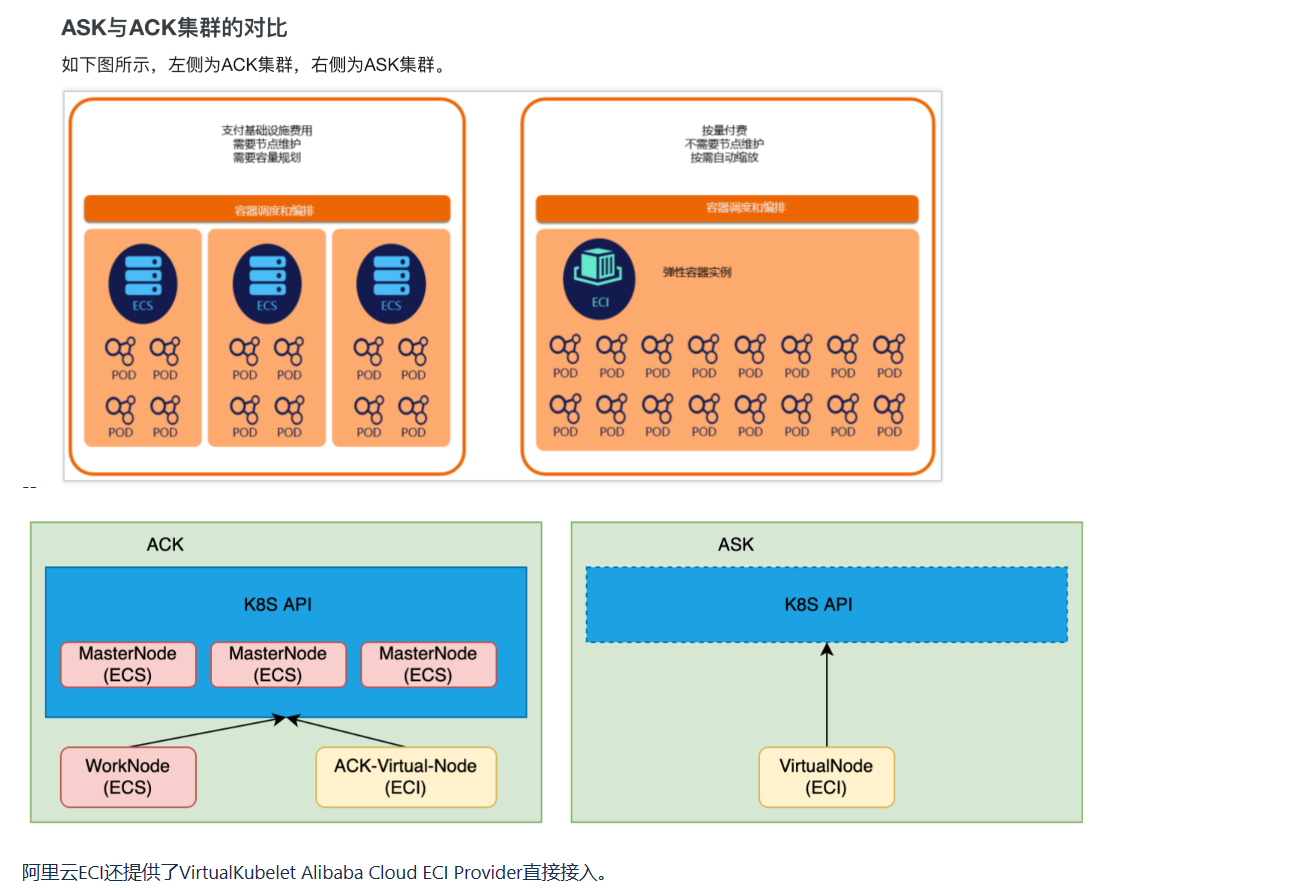 ASK与ACK集群的对比
如下图所示，左侧为ACK集群，右侧为ASK集群。
支付基础设施费用
需要节点维护
需要容量规划
容器调度和编排
ECS
ECS
ECS
POD POD POD POD POD POD
POD POD POD POD POD POD
按量付费
不需要节点维护
按需自动缩放
容器调度和编排
ECI
弹性容器实例
POD POD POD POD POD POD POD POD
POD POD POD POD POD POD POD POD
--
ACK
K8S API
MasterNode
(ECS)
MasterNode
(ECS)
MasterNode
(ECS)
WorkNode
(ECS)
ACK-Virtual-Node
(ECI)
ASK
K8S API
VirtualNode
(ECI)
阿里云ECI还提供了VirtualKubelet Alibaba Cloud ECI Provider直接接入。